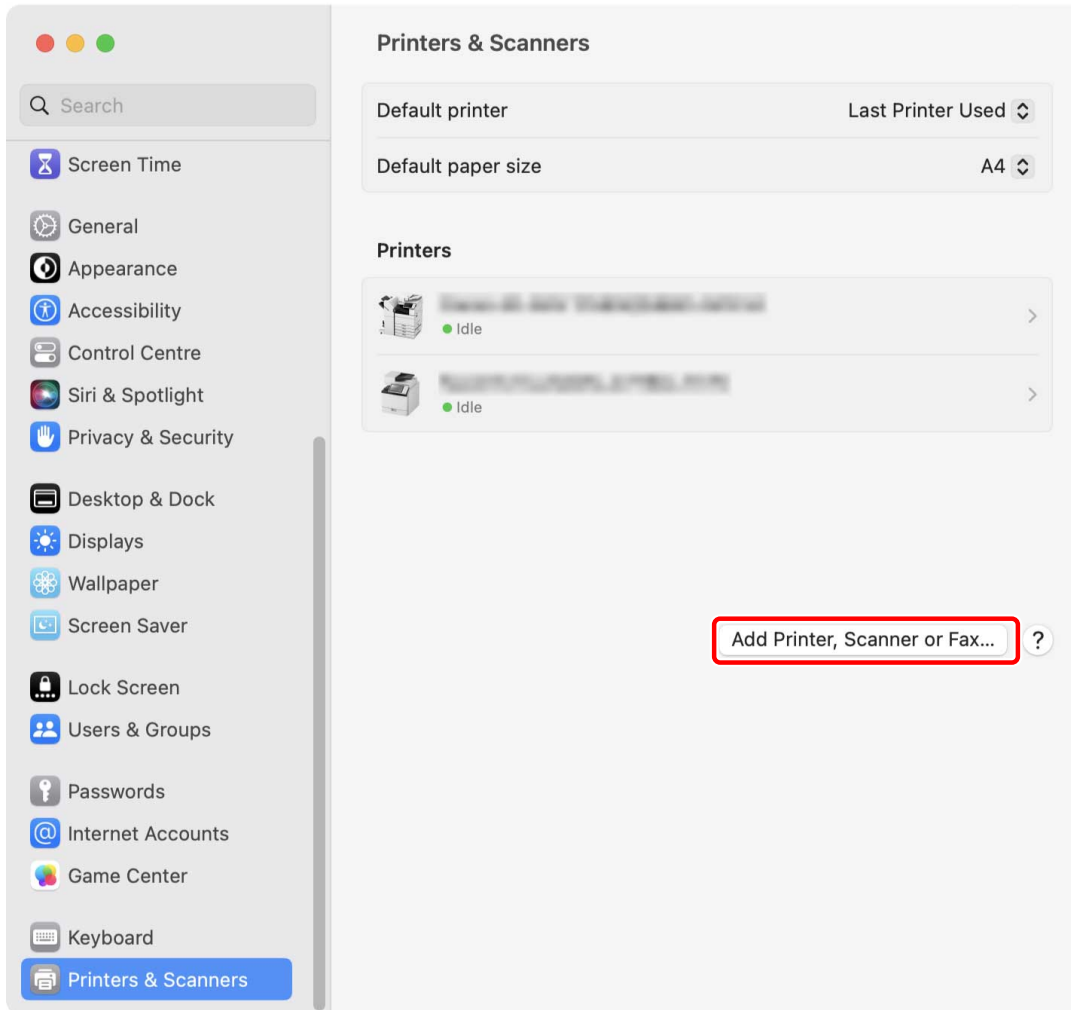 Search
Screen Time
General
Appearance
Accessibility
Control Centre
Siri & Spotlight
Privacy & Security
Desktop & Dock
Displays
Wallpaper
Screen Saver
Lock Screen
Users & Groups
Passwords
Internet Accounts
Game Center
Keyboard
Printers & Scanners
Printers & Scanners
Default printer Last Printer Used
Default paper size A4
Printers
Idle
Idle
Add Printer, Scanner or Fax... ?